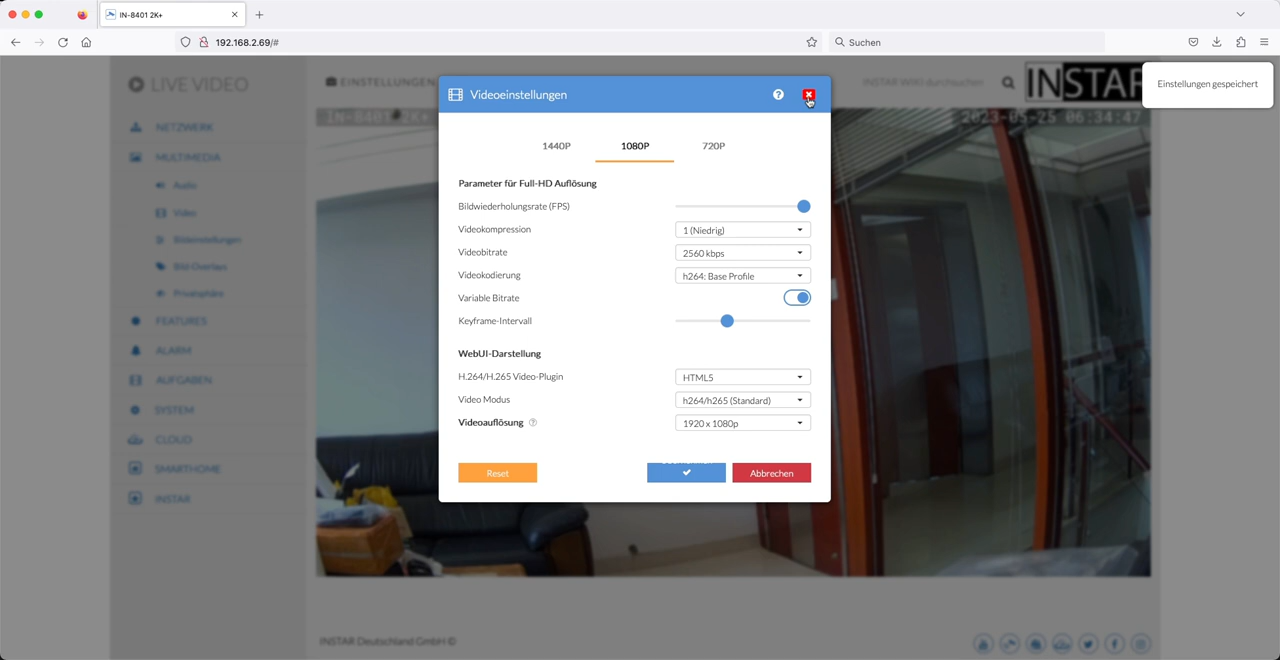 IN-8401 2K+
192.168.2.69/#
Suchen
LIVE VIDEO
EINSTELLUNGEN
INSTAR Wiki durchsuchen
INSTAR
Einstellungen gespeichert
IN-8401 2K+
2023-05-25 06:34:47
NETZWERK
MULTIMEDIA
Audio
Video
Bildeinstellungen
Bild Overlays
Privatsphäre
FEATURES
ALARM
AUFGABEN
SYSTEM
CLOUD
SMARTHOME
INSTAR
Videoeinstellungen
1440P 1080P 720P
Parameter für Full-HD Auflösung
Bildwiederholungsrate (FPS)
Videokompression 1 (Niedrig)
Videobitrate 2560 kbps
Videokodierung h264: Base Profile
Variable Bitrate
Keyframe-Intervall
WebUI-Darstellung
H.264/H.265 Video-Plugin HTML5
Video Modus h264/h265 (Standard)
Videoauflösung 1920 x 1080p
Reset Abbrechen
INSTAR Deutschland GmbH ©